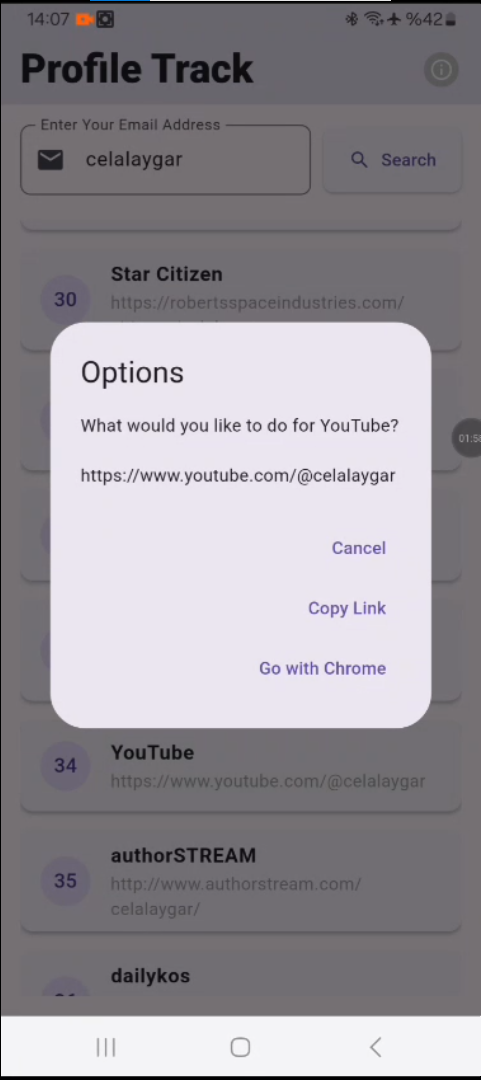 14:07 %42
Profile Track
Enter Your Email Address
celalaygar
Search
30
Star Citizen
https://robertsspaceindustries.com/
Options
What would you like to do for YouTube?
https://www.youtube.com/@celalaygar
Cancel
Copy Link
Go with Chrome
34
YouTube
https://www.youtube.com/@celalaygar
35
authorSTREAM
http://www.authorstream.com/
celalaygar/
dailykos